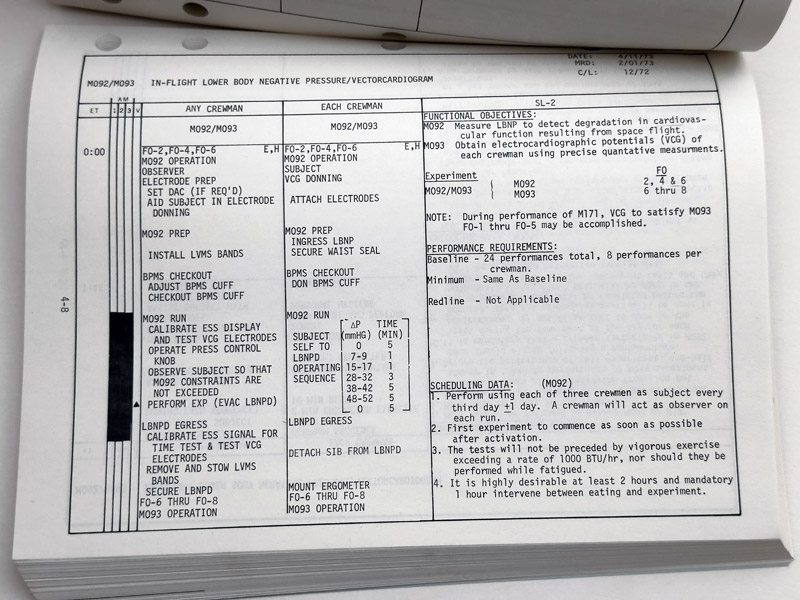 DATE: 4/11/73
MRD: 2/01/73
C/L: 12/72
M092/M093 IN-FLIGHT LOWER BODY NEGATIVE PRESSURE/VECTORCARDIOGRAM
ET
AM
1 2 3 V
ANY CREWMAN
EACH CREWMAN
SL-2
0:00
4-8
M092/M093
FO-2,FO-4,FO-6 E,H
M092 OPERATION
OBSERVER
ELECTRODE PREP
SET DAC (IF REQ'D)
AID SUBJECT IN ELECTRODE
DONNING
M092 PREP
INSTALL LVMS BANDS
BPMS CHECKOUT
ADJUST BPMS CUFF
CHECKOUT BPMS CUFF
M092 RUN
CALIBRATE ESS DISPLAY
AND TEST VCG ELECTRODES
OPERATE PRESS CONTROL
KNOB
OBSERVE SUBJECT SO THAT
M092 CONSTRAINTS ARE
NOT EXCEEDED
PERFORM EXP (EVAC LBNPD)
LBNPD EGRESS
CALIBRATE ESS SIGNAL FOR
TIME TEST & TEST VCG
ELECTRODES
REMOVE AND STOW LVMS
BANDS
SECURE LBNPD
FO-6 THRU FO-8
M093 OPERATION
M092/M093
FO-2,FO-4,FO-6 E,H
M092 OPERATION
SUBJECT
VCG DONNING
ATTACH ELECTRODES
M092 PREP
INGRESS LBNP
SECURE WAIST SEAL
BPMS CHECKOUT
DON BPMS CUFF
M092 RUN
ΔP TIME
SUBJECT (mmHG) (MIN)
SELF TO 0 5
LBNPD 7-9 1
OPERATING 15-17 1
SEQUENCE 28-32 3
38-42 5
48-52 5
0 5
LBNPD EGRESS
DETACH SIB FROM LBNPD
MOUNT ERGOMETER
FO-6 THRU FO-8
M093 OPERATION
FUNCTIONAL OBJECTIVES:
M092 Measure LBNP to detect degradation in cardiovas-
cular function resulting from space flight.
M093 Obtain electrocardiographic potentials (VCG) of
each crewman using precise quantative measurments.
Experiment FO
M092/M093 M092 2, 4 & 6
M093 6 thru 8
NOTE: During performance of M171, VCG to satisfy M093
FO-1 thru FO-5 may be accomplished.
PERFORMANCE REQUIREMENTS:
Baseline - 24 performances total, 8 performances per
crewman.
Minimum - Same As Baseline
Redline - Not Applicable
SCHEDULING DATA: (M092)
1. Perform using each of three crewmen as subject every
third day ±1 day. A crewman will act as observer on
each run.
2. First experiment to commence as soon as possible
after activation.
3. The tests will not be preceded by vigorous exercise
exceeding a rate of 1000 BTU/hr, nor should they be
performed while fatigued.
4. It is highly desirable at least 2 hours and mandatory
1 hour intervene between eating and experiment.